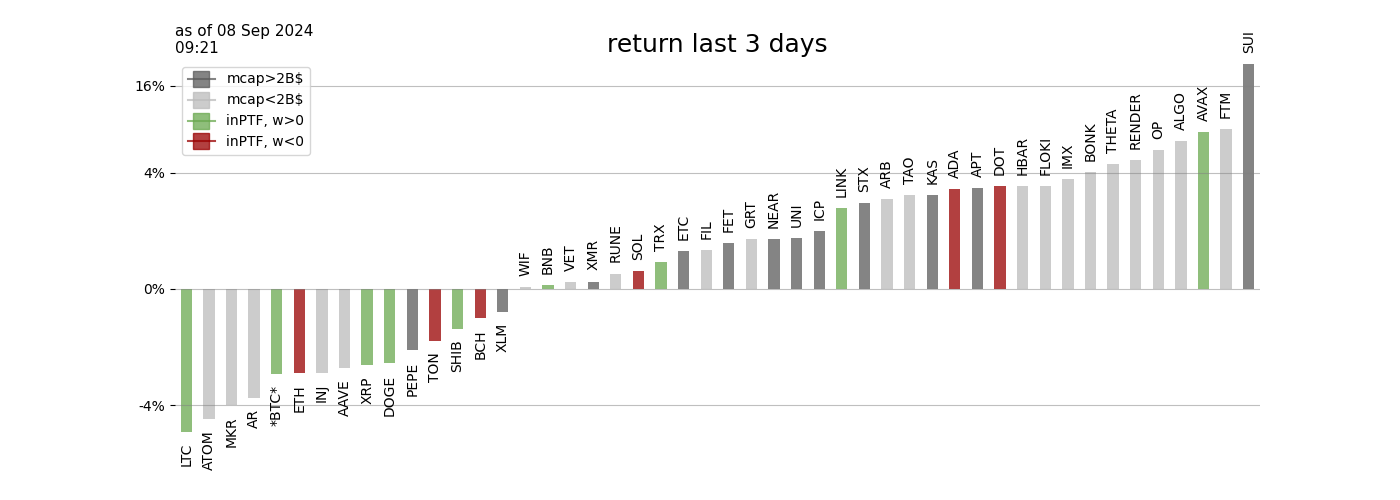 as of 08 Sep 2024
09:21
return last 3 days
mcap>2B$
mcap<2B$
inPTF, w>0
inPTF, w<0
16%
4%
0%
-4%
LTC
ATOM
MKR
AR
*BTC*
ETH
INJ
AAVE
XRP
DOGE
PEPE
TON
SHIB
BCH
XLM
WIF
BNB
VET
XMR
RUNE
SOL
TRX
ETC
FIL
FET
GRT
NEAR
UNI
ICP
LINK
STX
ARB
TAO
KAS
ADA
APT
DOT
HBAR
FLOKI
IMX
BONK
THETA
RENDER
OP
ALGO
AVAX
FTM
SUI